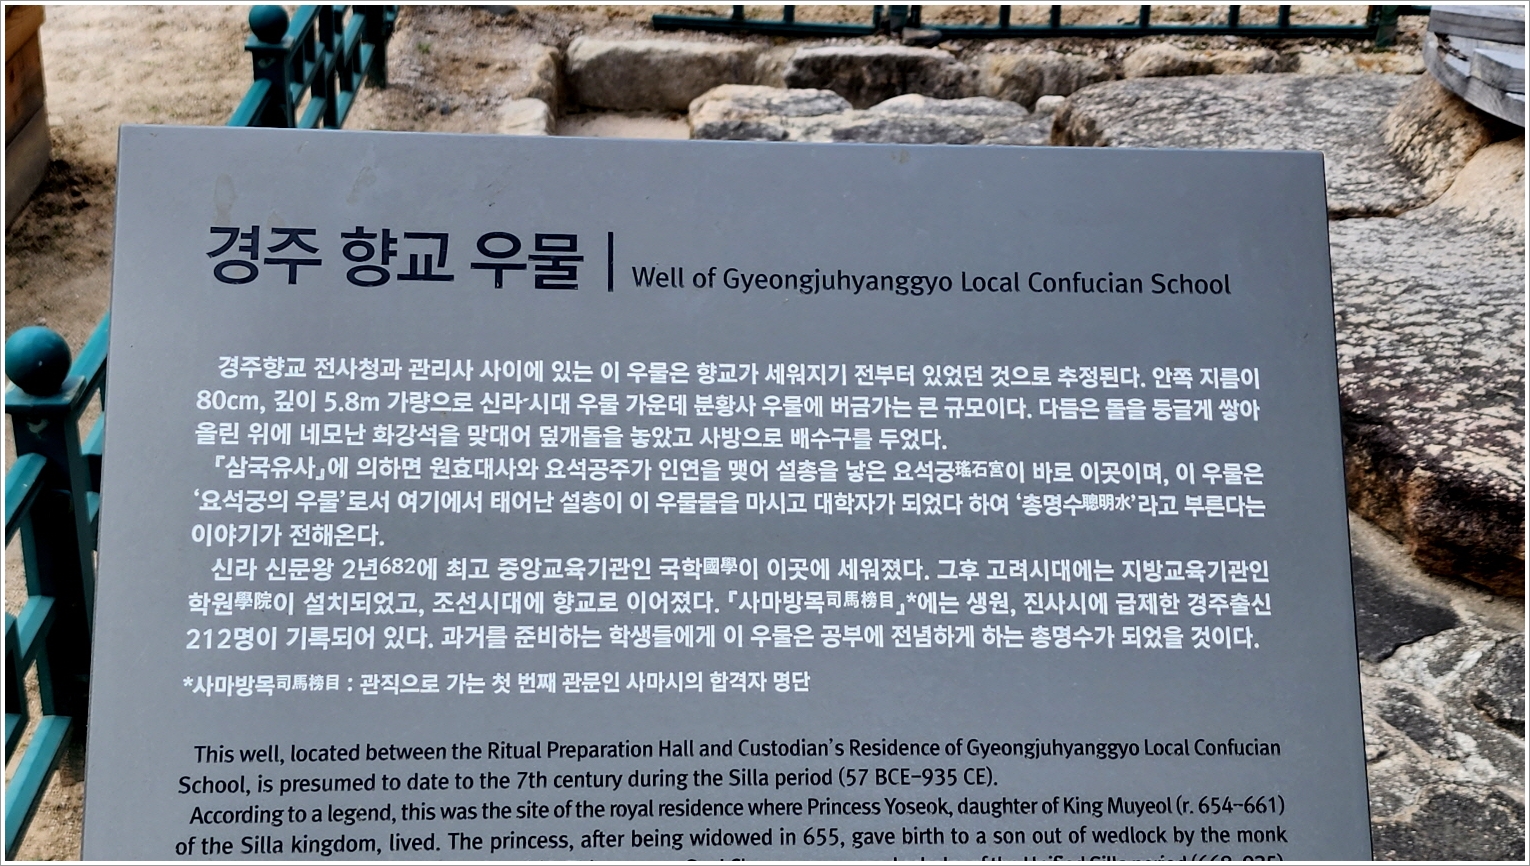 경주 향교 우물 | Well of Gyeongjuhyanggyo Local Confucian School
경주향교 전사청과 관리사 사이에 있는 이 우물은 향교가 세워지기 전부터 있었던 것으로 추정된다. 안쪽 지름이
80cm, 깊이 5.8m 가량으로 신라 시대 우물 가운데 분황사 우물에 버금가는 큰 규모이다. 다듬은 돌을 둥글게 쌓아
올린 위에 네모난 화강석을 맞대어 덮개돌을 놓았고 사방으로 배수구를 두었다.
『삼국유사』에 의하면 원효대사와 요석공주가 인연을 맺어 설총을 낳은 요석궁瑤石宮이 바로 이곳이며, 이 우물은
‘요석궁의 우물’로서 여기에서 태어난 설총이 이 우물물을 마시고 대학자가 되었다 하여 ‘총명수聰明水’라고 부른다는
이야기가 전해온다.
신라 신문왕 2년682에 최고 중앙교육기관인 국학國學이 이곳에 세워졌다. 그후 고려시대에는 지방교육기관인
학원學院이 설치되었고, 조선시대에 향교로 이어졌다. 『사마방목司馬榜目』*에는 생원, 진사시에 급제한 경주출신
212명이 기록되어 있다. 과거를 준비하는 학생들에게 이 우물은 공부에 전념하게 하는 총명수가 되었을 것이다.
*사마방목司馬榜目 : 관직으로 가는 첫 번째 관문인 사마시의 합격자 명단
This well, located between the Ritual Preparation Hall and Custodian’s Residence of Gyeongjuhyanggyo Local Confucian
School, is presumed to date to the 7th century during the Silla period (57 BCE–935 CE).
According to a legend, this was the site of the royal residence where Princess Yoseok, daughter of King Muyeol (r. 654–661)
of the Silla kingdom, lived. The princess, after being widowed in 655, gave birth to a son out of wedlock by the monk